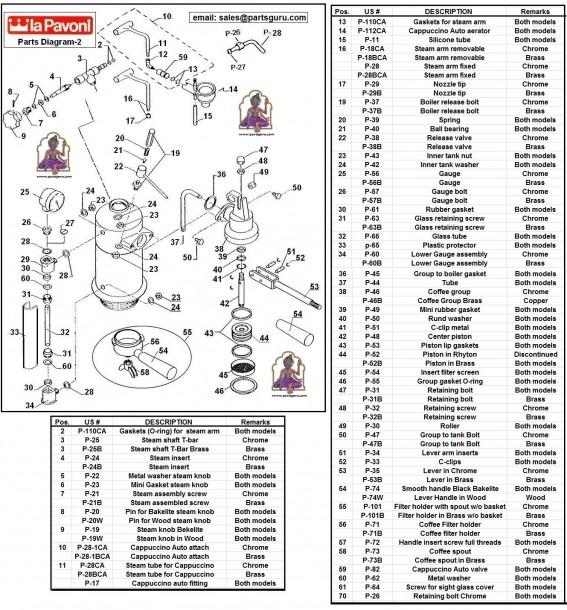 la Pavoni
Parts Diagram-2
email: sales@partsguru.com
Pos. US # DESCRIPTION Remarks
2 P-110CA Gaskets (O-ring) for steam arm Both models
3 P-25 Steam shaft T-bar Chrome
3 P-25B Steam shaft T-Bar Brass Brass
4 P-24 Steam insert Chrome
P-24B Steam insert Brass
5 P-22 Metal washer steam knob Both models
6 P-23 Mini Gasket steam knob Both models
7 P-21 Steam assembly screw Chrome
P-21B Steam assembled screw Brass
8 P-20 Pin for Bakelite steam knob Both models
P-20W Pin for Wood steam knob Both models
9 P-19 Steam knob Bekelite Both models
P-19W Steam knob in Wood Both models
10 P-28-1CA Cappuccino Auto attach Chrome
P-28-1BCA Cappuccino Auto attach Brass
11 P-28CA Steam tube for Cappuccino Chrome
P-28BCA Steam tube for Cappuccino Brass
P-17 Cappuccino auto fitting Both models
Pos. US # DESCRIPTION Remarks
13 P-110CA Gaskets for steam arm Both models
14 P-112CA Cappuccino Auto aerator Both models
15 P-11 Silicone tube Both models
16 P-18CA Steam arm removable Chrome
P-18BCA Steam arm removable Brass
P-28 Steam arm fixed Chrome
P-28BCA Steam arm fixed Brass
17 P-29 Nozzle tip Chrome
P-29B Nozzle tip Brass
19 P-37 Boiler release bolt Chrome
P-37B Boiler release bolt Brass
20 P-39 Spring Both models
21 P-40 Ball bearing Both models
22 P-38 Release valve Chrome
P-38B Release valve Brass
23 P-43 Inner tank nut Both models
24 P-42 Inner tank washer Both models
25 P-56 Gauge Chrome
P-56B Gauge Brass
26 P-57 Gauge bolt Chrome
P-57B Gauge bolt Brass
30 P-61 Rubber gasket Both models
31 P-63 Glass retaining screw Chrome
P-63B Glass retaining screw Brass
32 P-66 Glass tube Both models
33 p-65 Plastic protector Both models
34 P-60 Lower Gauge assembly Chrome
P-60B Lower Gauge assembly Brass
36 P-45 Group to boiler gasket Both models
37 P-44 Tube Both models
38 P-46 Coffee group Chrome
P-46B Coffee Group Brass Copper
39 P-49 Mini rubber gasket Both models
40 P-50 Rund washer Both models
41 P-51 C-clip metal Both models
42 P-48 Center piston Both models
43 P-53 Piston lip gaskets Both models
44 P-52 Piston in Rhyton Discontinued
P-52B Piston in Brass Both models
45 P-54 Insert filter screen Both models
46 P-55 Group gasket O-ring Both models
47 P-31 Retaining bolt Chrome
P-31B Retaining bolt Brass
48 P-32 Retaining screw Chrome
P-32B Retaining screw Brass
49 P-30 Roller Both models
50 P-47 Group to tank Bolt Chrome
P-47B Group to tank Bolt Brass
51 P-34 Lever arm inserts Both models
52 P-33 C-clips Both models
53 P-35 Lever in Chrome Chrome
P-53B Lever in Brass Brass
54 P-74 Smooth handle Black Bakelite Both models
P-74W Lever Handle in Wood Wood
55 P-101 Filter holder with spout w/o basket Chrome
P-101B Filter holder in Brass w/o basket Brass
56 P-71 Coffee Filter holder Chrome
P-71B Coffee Filter holder Brass
57 P-72 Handle insert screw full threads Both models
58 P-73 Coffee spout Chrome
P-73B Coffee spout in Brass Brass
59 P-82 Cappuccino Auto valve Both models
60 P-62 Metal washer Both models
61 P-64 Screw for sight glass cover Both models
70 P-26 Retaining bolt Chrome Both models